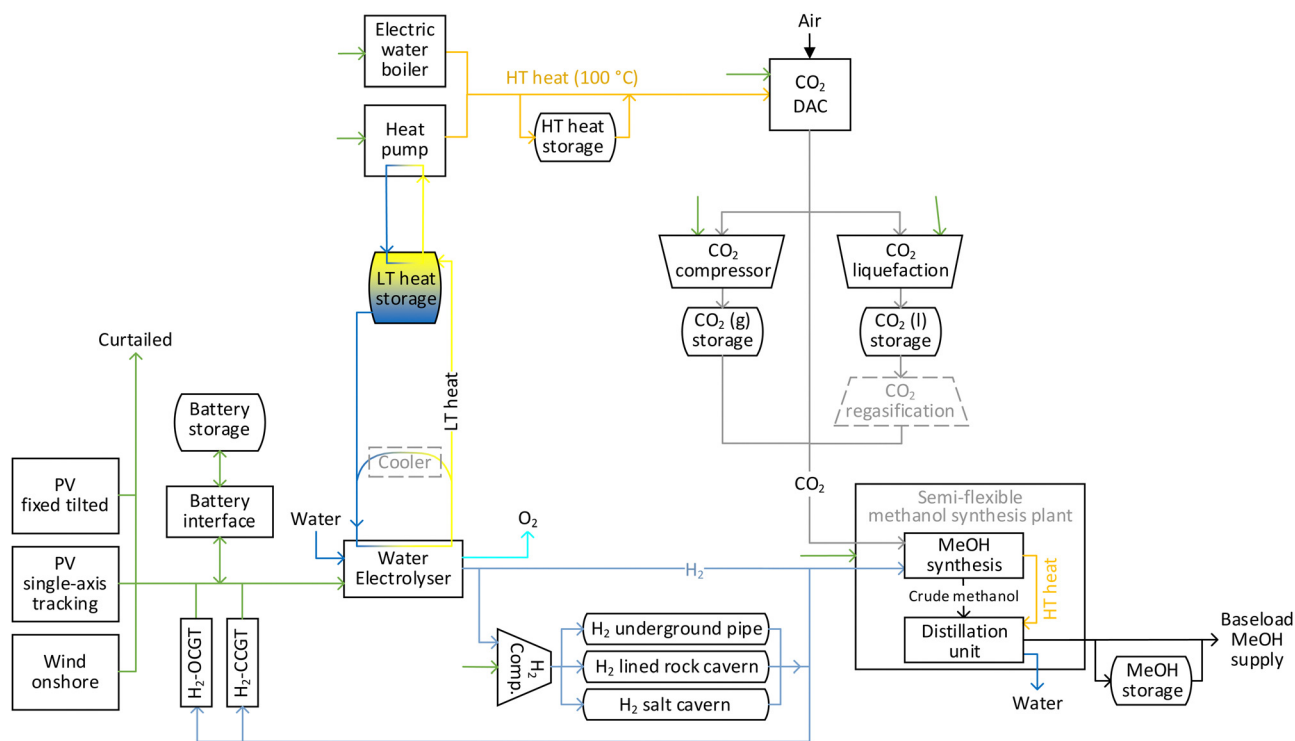 Electric
water
boiler
Heat
pump
HT heat (100 °C)
HT heat
storage
Air
CO₂
DAC
CO₂
compressor
CO₂
liquefaction
CO₂ (g)
storage
CO₂ (l)
storage
CO₂
regasification
LT heat
storage
LT heat
Cooler
Curtailed
Battery
storage
Battery
interface
PV
fixed tilted
PV
single-axis
tracking
Wind
onshore
H₂-OCGT
H₂-CCGT
Water
Water
Electrolyser
O₂
H₂
H₂
Comp.
H₂ underground pipe
H₂ lined rock cavern
H₂ salt cavern
CO₂
Semi-flexible
methanol synthesis plant
MeOH
synthesis
Crude methanol
HT heat
Distillation
unit
Water
MeOH
storage
Baseload
MeOH
supply